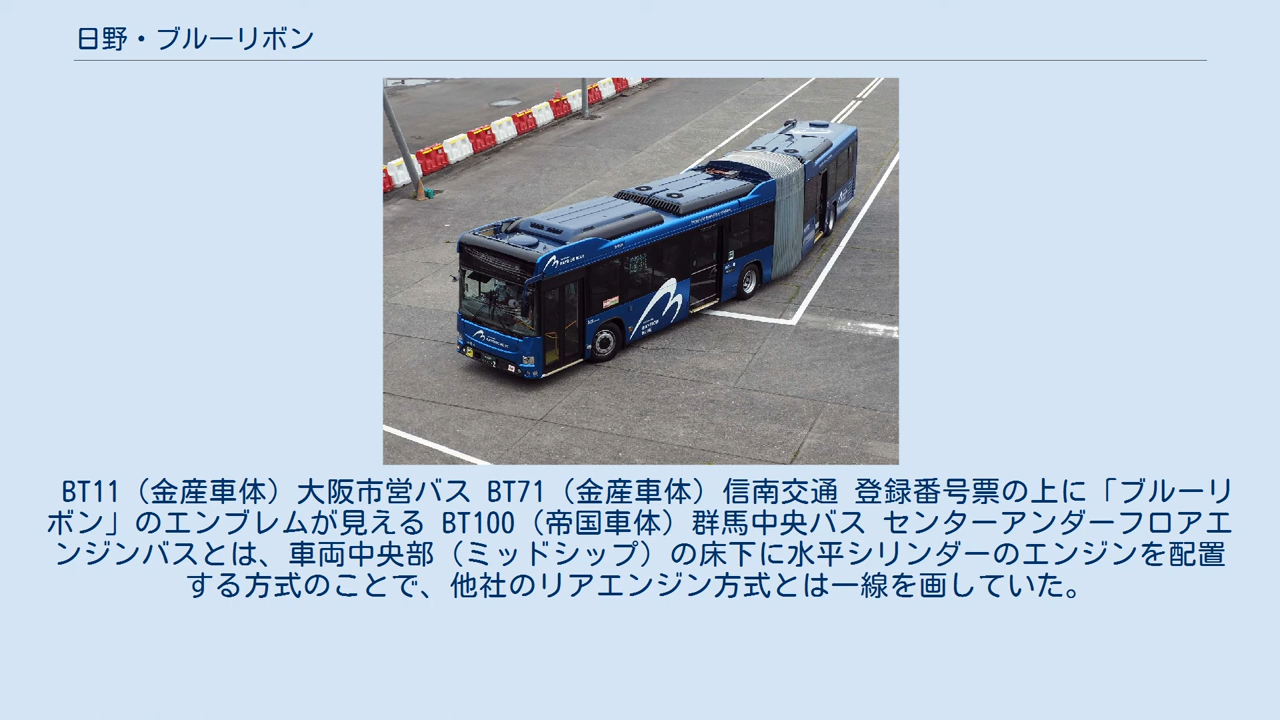 日野・ブルーリボン
BT11（金産車体）大阪市営バス BT71（金産車体）信南交通 登録番号票の上に「ブルーリ
ボン」のエンブレムが見える BT100（帝国車体）群馬中央バス センターアンダーフロアエ
ンジンバスとは、車両中央部（ミッドシップ）の床下に水平シリンダーのエンジンを配置
する方式のことで、他社のリアエンジン方式とは一線を画していた。